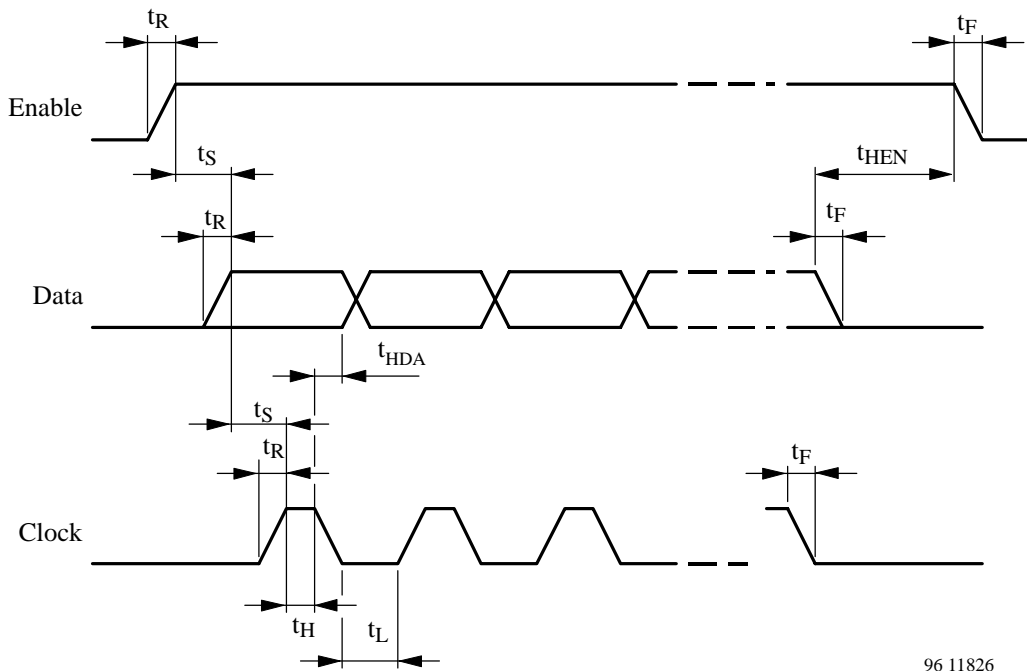 tR
tF
Enable
tS
tHEN
tR
tF
Data
tHDA
tS
tR
tF
Clock
tH
tL
96 11826